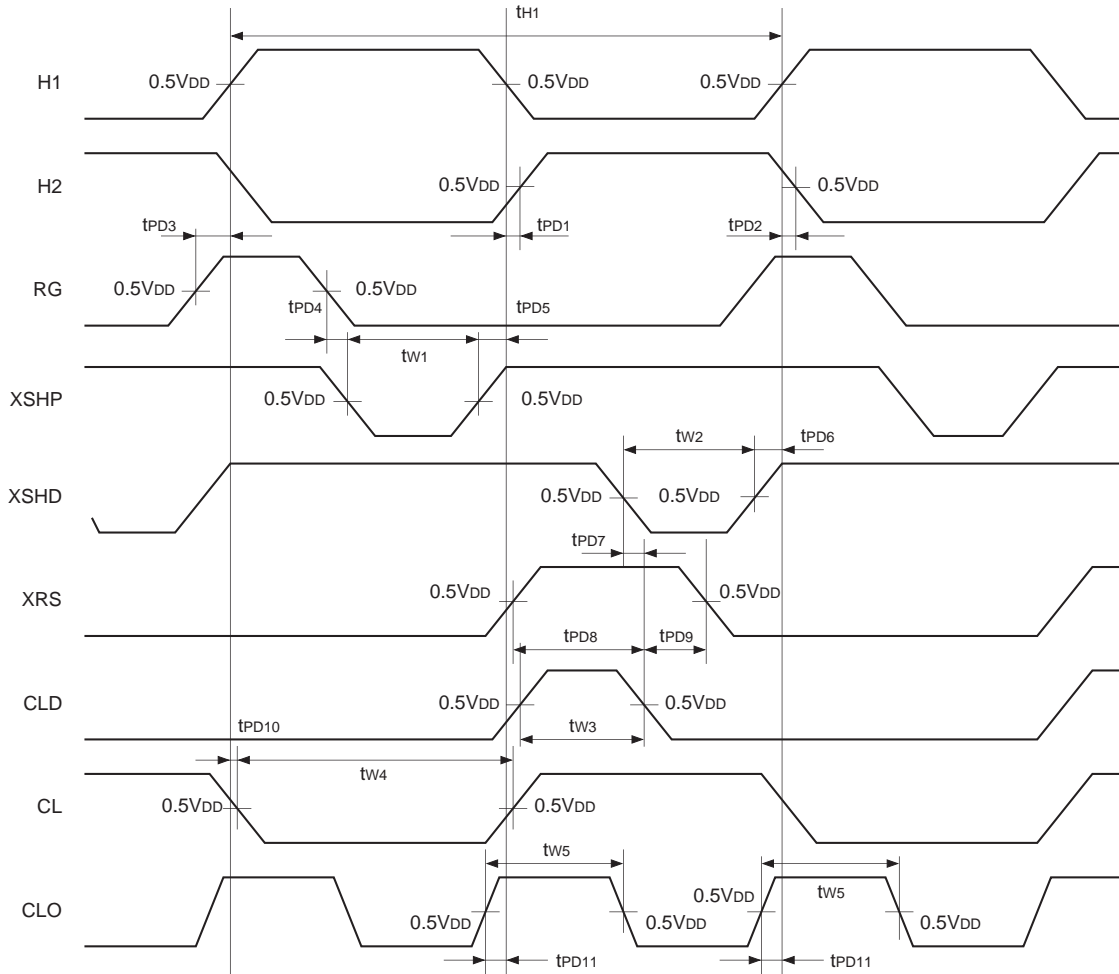 tH1
H1 0.5VDD 0.5VDD 0.5VDD
H2 0.5VDD 0.5VDD
tPD3 tPD1 tPD2
RG 0.5VDD 0.5VDD
tPD4 tPD5
tW1
XSHP 0.5VDD 0.5VDD
tW2 tPD6
XSHD 0.5VDD 0.5VDD
tPD7
XRS 0.5VDD 0.5VDD
tPD8 tPD9
CLD 0.5VDD 0.5VDD
tPD10 tW3
tW4
CL 0.5VDD 0.5VDD
tW5 tW5
0.5VDD
CLO 0.5VDD 0.5VDD 0.5VDD
tPD11 tPD11